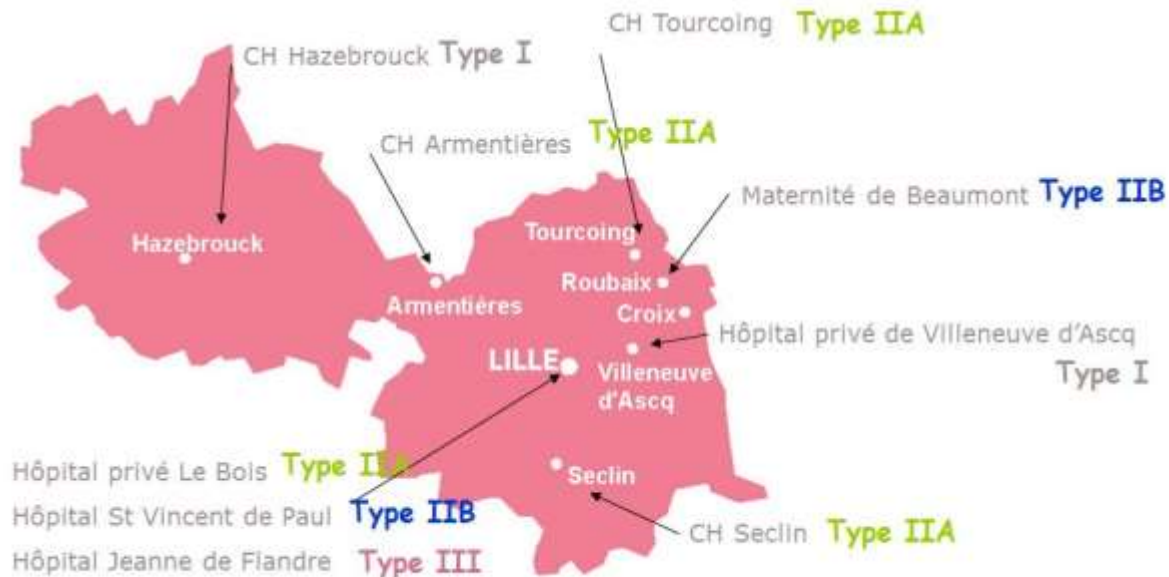 CH Tourcoing Type IIA
CH Hazebrouck Type I
CH Armentières Type IIA
Maternité de Beaumont Type IIB
Tourcoing
Hazebrouck
Roubaix
Armentières
Croix
Hôpital privé de Villeneuve d'Ascq
Type I
LILLE
Villeneuve
d'Ascq
Hôpital privé Le Bois Type IIA
Seclin
Hôpital St Vincent de Paul Type IIB
CH Seclin Type IIA
Hôpital Jeanne de Flandre Type III